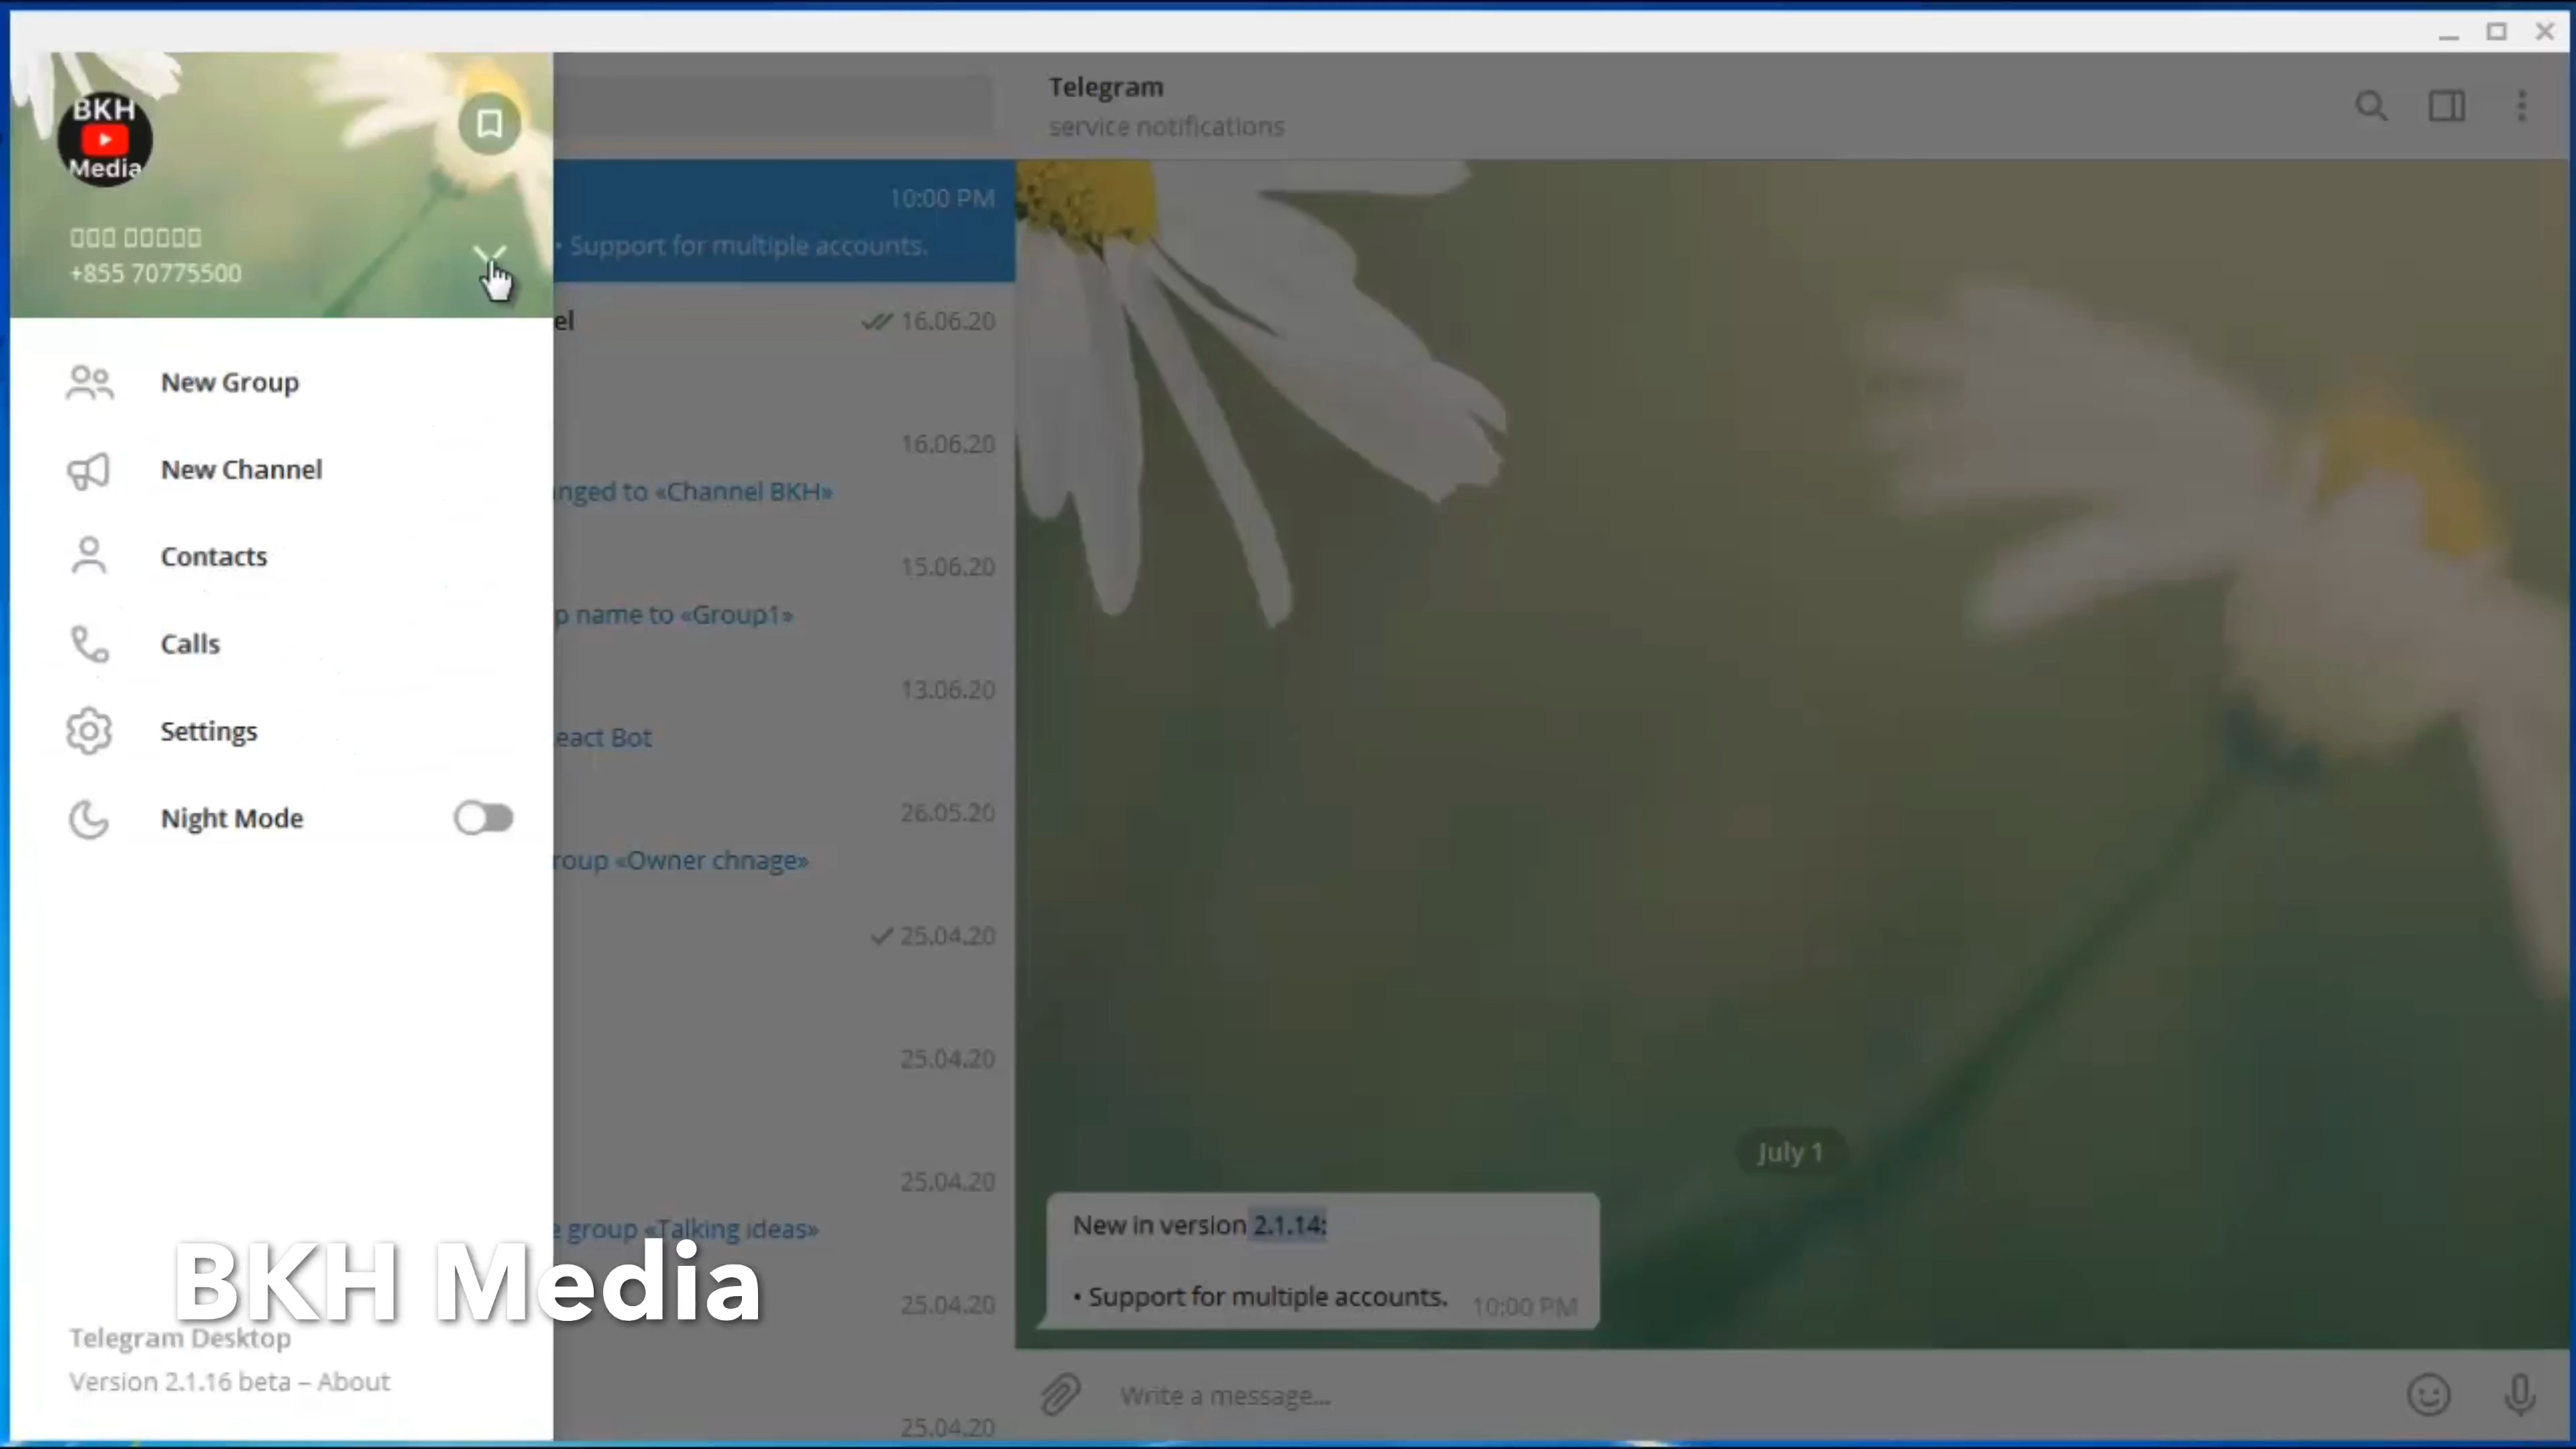 BKH
Media
+855 70775500
New Group
New Channel
Contacts
Calls
Settings
Night Mode
Telegram Desktop
Version 2.1.16 beta – About
10:00 PM
• Support for multiple accounts.
el
16.06.20
16.06.20
nged to «Channel BKH»
15.06.20
p name to «Group1»
13.06.20
eact Bot
26.05.20
roup «Owner chnage»
25.04.20
25.04.20
25.04.20
e group «Talking ideas»
25.04.20
25.04.20
BKH Media
Telegram
service notifications
July 1
New in version 2.1.14:
• Support for multiple accounts.
10:00 PM
Write a message...